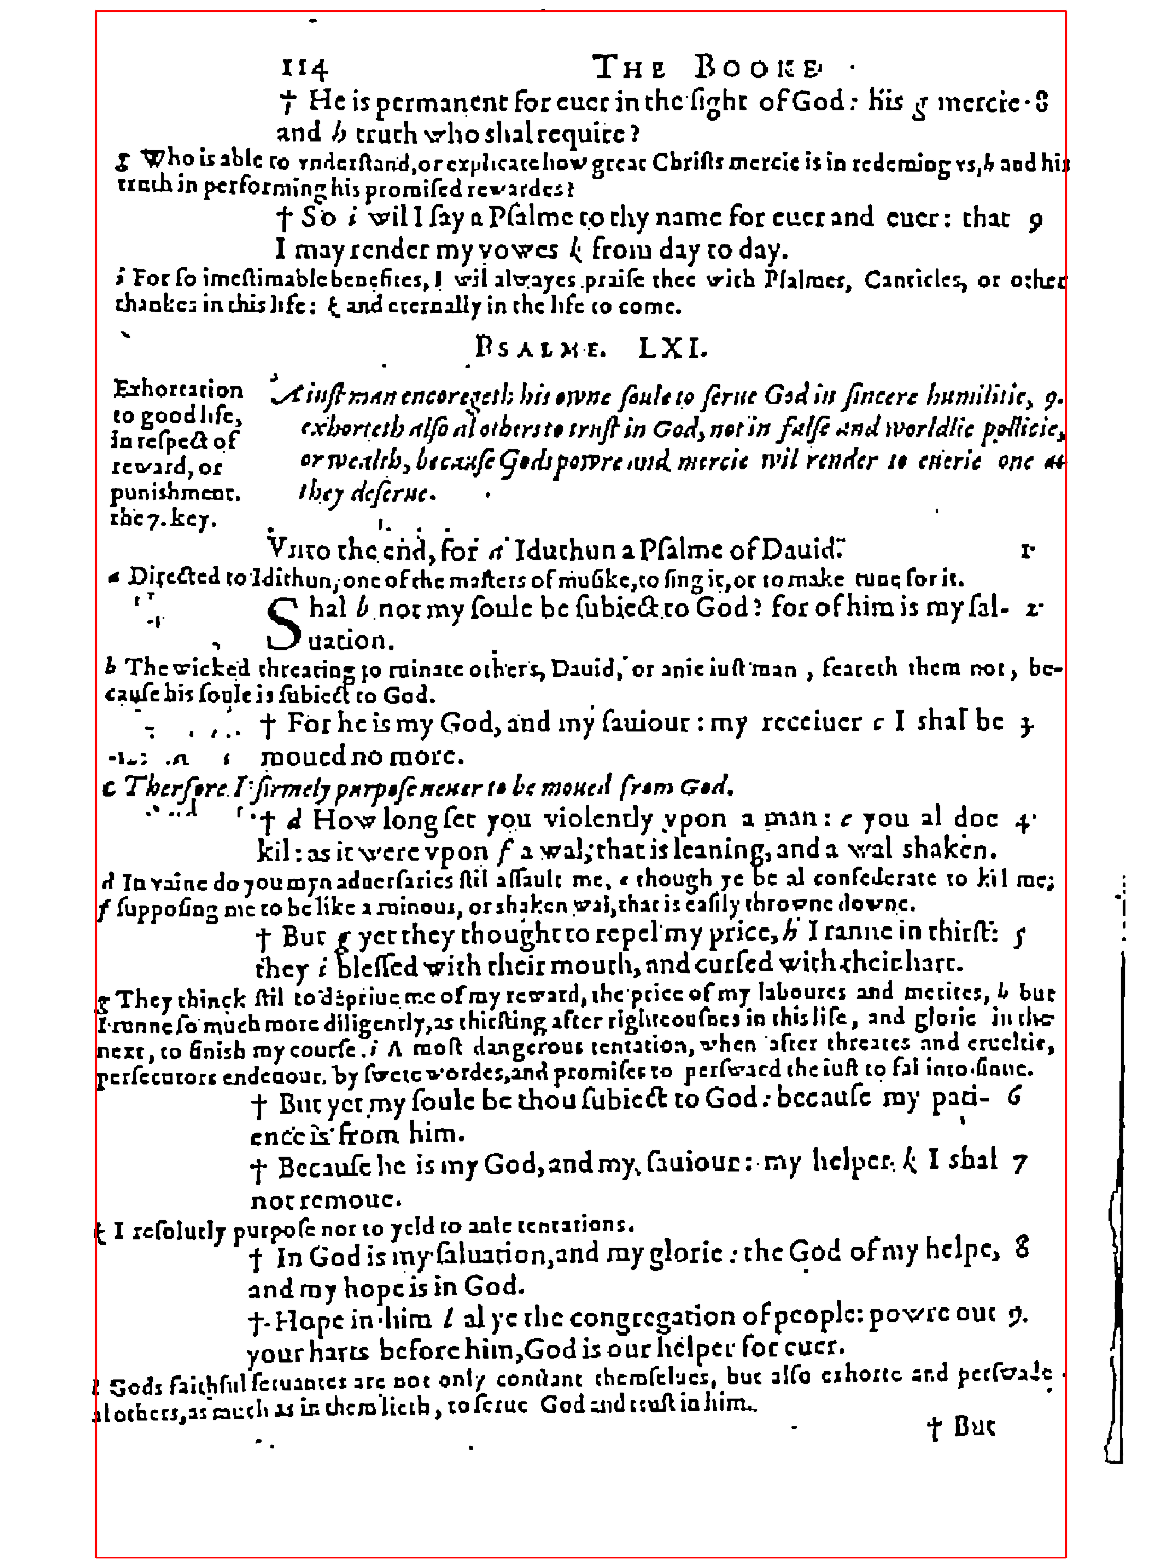 114 THE BOOKE
† He is permanent for euer in the ſight of God: his g mercie 8
and h truth who shal require?
g Who is able to vnderſtand, or explicate how great Chriſts mercie is in redeming vs, h and his
truth in performing his promiſed rewardes?
† So i wil I ſay a Pſalme to thy name for euer and euer: that 9
I may render my vowes k from day to day.
i For ſo ineſtimable benefites, I wil alwayes praiſe thee with Pſalmes, Canticles, or other
thankes in this life: k and eternally in the life to come.
PSALME. LXI.
Exhortation
to good life,
in reſpect of
reward, or
punishment.
the 7. key.
A iuſt man encoregeth his owne ſoule to ſerue God in ſincere humilitie, 9.
exhorteth alſo al others to truſt in God, not in falſe and worldlie pollicie,
or wealth, becauſe Gods powre and mercie wil render to euerie one as
they deſerue.
Vnto the end, for a Iduthun a Pſalme of Dauid. 1
a Directed to Idithun, one of the maſters of muſike, to ſing it, or to make tune for it.
Shal b not my ſoule be ſubiect to God? for of him is my ſal- 2
uation.
b The wicked threating to ruinate others, Dauid, or anie iuſt man, feareth them not, be-
cauſe his ſoule is ſubiect to God.
† For he is my God, and my ſauiour: my receiuer c I shal be 3
moued no more.
c Therfore I firmely purpoſe neuer to be moued from God.
† d How long ſet you violently vpon a man: e you al doe 4
kil: as it were vpon f a wal, that is leaning, and a wal shaken.
d In vaine do you myn aduerſaries ſtil aſſault me, e though ye be al confederate to kil me;
f ſuppoſing me to be like a ruinous, or shaken wal, that is eaſily throwne downe.
† But g yet they thought to repel my price, h I ranne in thirſt: 5
they i bleſſed with their mouth, and curſed with their hart.
g They thinck ſtil to depriue me of my reward, the price of my laboures and merites, h but
I runne ſo much more diligently, as thirſting after righteouſnes in this life, and glorie in the
next, to finish my courſe. i A moſt dangerous tentation, when after threates and crueltie,
perſecutors endeuour, by ſwete wordes, and promiſes to perſwaed the iuſt to fal into ſinne.
† But yet my ſoule be thou ſubiect to God: becauſe my pati- 6
ence is from him.
† Becauſe he is my God, and my ſauiour: my helper, k I shal 7
not remoue.
k I reſolutly purpoſe not to yeld to anie tentations.
† In God is my ſaluation, and my glorie: the God of my helpe, 8
and my hope is in God.
† Hope in him l al ye the congregation of people: powre out 9.
your harts before him, God is our helper for euer.
l Gods faithful ſeruantes are not only conſtant themſelues, but alſo exhorte and perſwade
al others, as much as in them lieth, to ſerue God and truſt in him.
† But